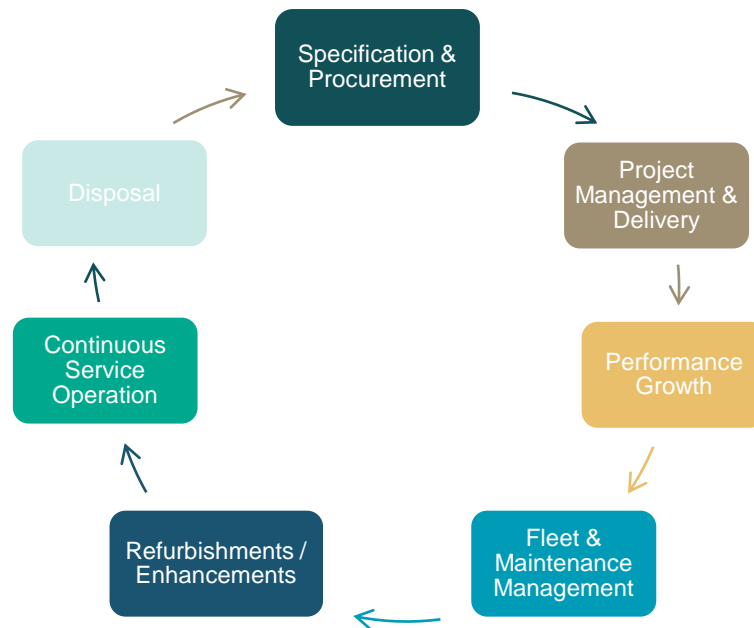 Specification &
Procurement
Project
Management &
Delivery
Performance
Growth
Fleet &
Maintenance
Management
Refurbishments /
Enhancements
Continuous
Service
Operation
Disposal